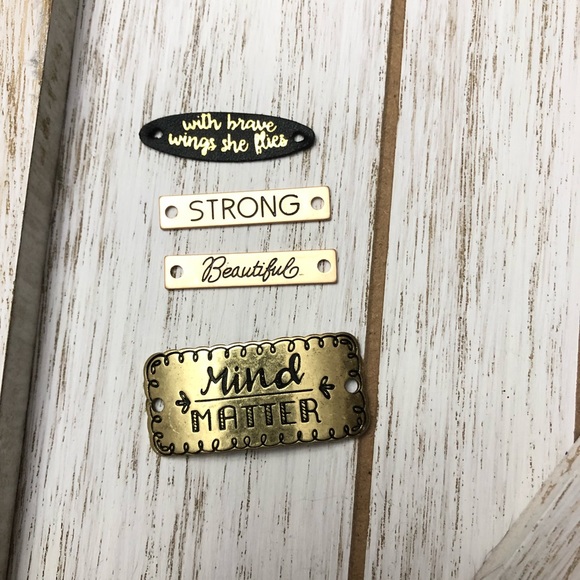 with brave
wings she flies
STRONG
Beautiful
Mind
MATTER